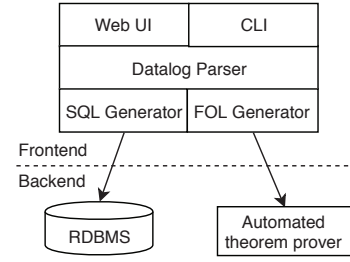 Web UI
CLI
Datalog Parser
SQL Generator
FOL Generator
Frontend
Backend
RDBMS
Automated
theorem prover